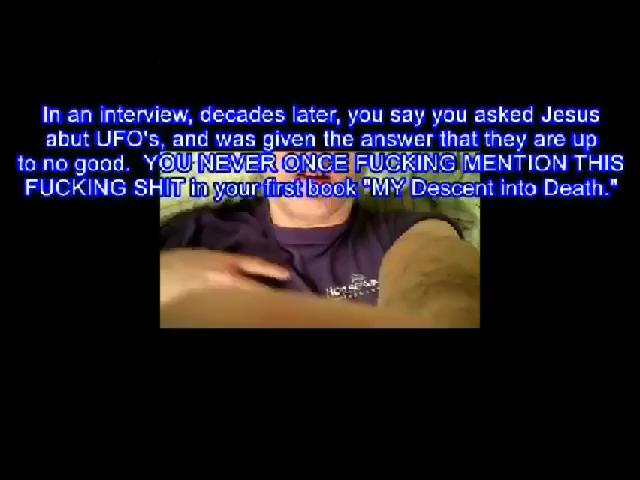 In an interview, decades later, you say you asked Jesus
abut UFO's, and was given the answer that they are up
to no good.  YOU NEVER ONCE FUCKING MENTION THIS
FUCKING SHIT in your first book "MY Descent into Death."